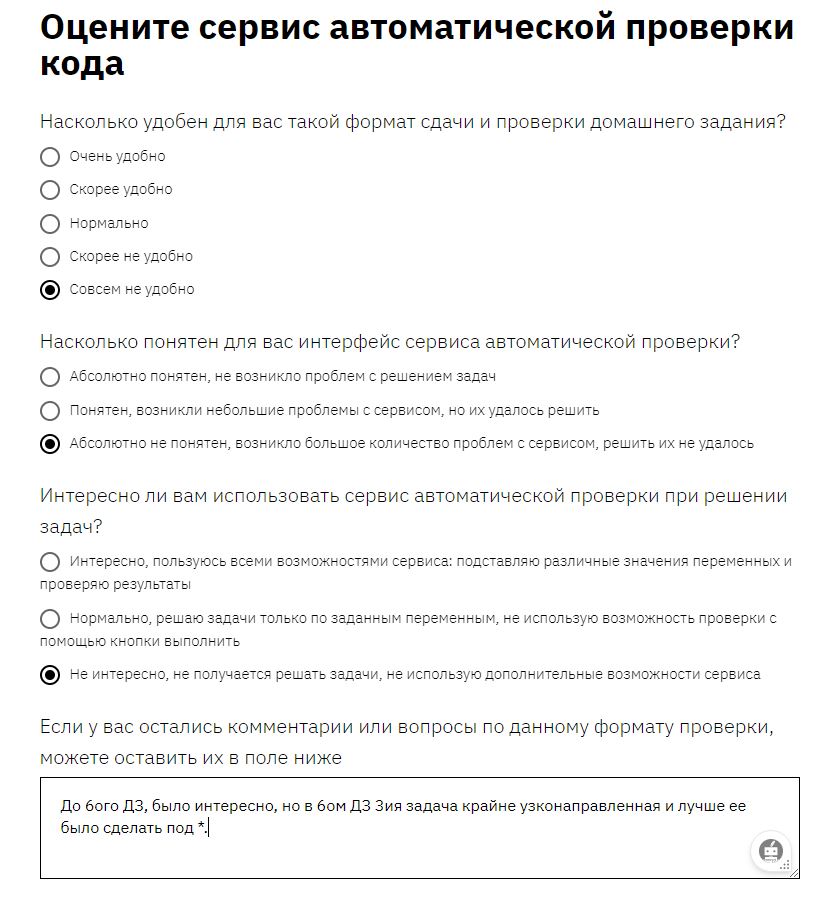 Оцените сервис автоматической проверки
кода
Насколько удобен для вас такой формат сдачи и проверки домашнего задания?
Очень удобно
Скорее удобно
Нормально
Скорее не удобно
Совсем не удобно
Насколько понятен для вас интерфейс сервиса автоматической проверки?
Абсолютно понятен, не возникло проблем с решением задач
Понятен, возникли небольшие проблемы с сервисом, но их удалось решить
Абсолютно не понятен, возникло большое количество проблем с сервисом, решить их не удалось
Интересно ли вам использовать сервис автоматической проверки при решении
задач?
Интересно, пользуюсь всеми возможностями сервиса: подставляю различные значения переменных и
проверяю результаты
Нормально, решаю задачи только по заданным переменным, не использую возможность проверки с
помощью кнопки выполнить
Не интересно, не получается решать задачи, не использую дополнительные возможности сервиса
Если у вас остались комментарии или вопросы по данному формату проверки,
можете оставить их в поле ниже
До 6ого ДЗ, было интересно, но в 6ом ДЗ 3ия задача крайне узконаправленная и лучше ее
было сделать под *.